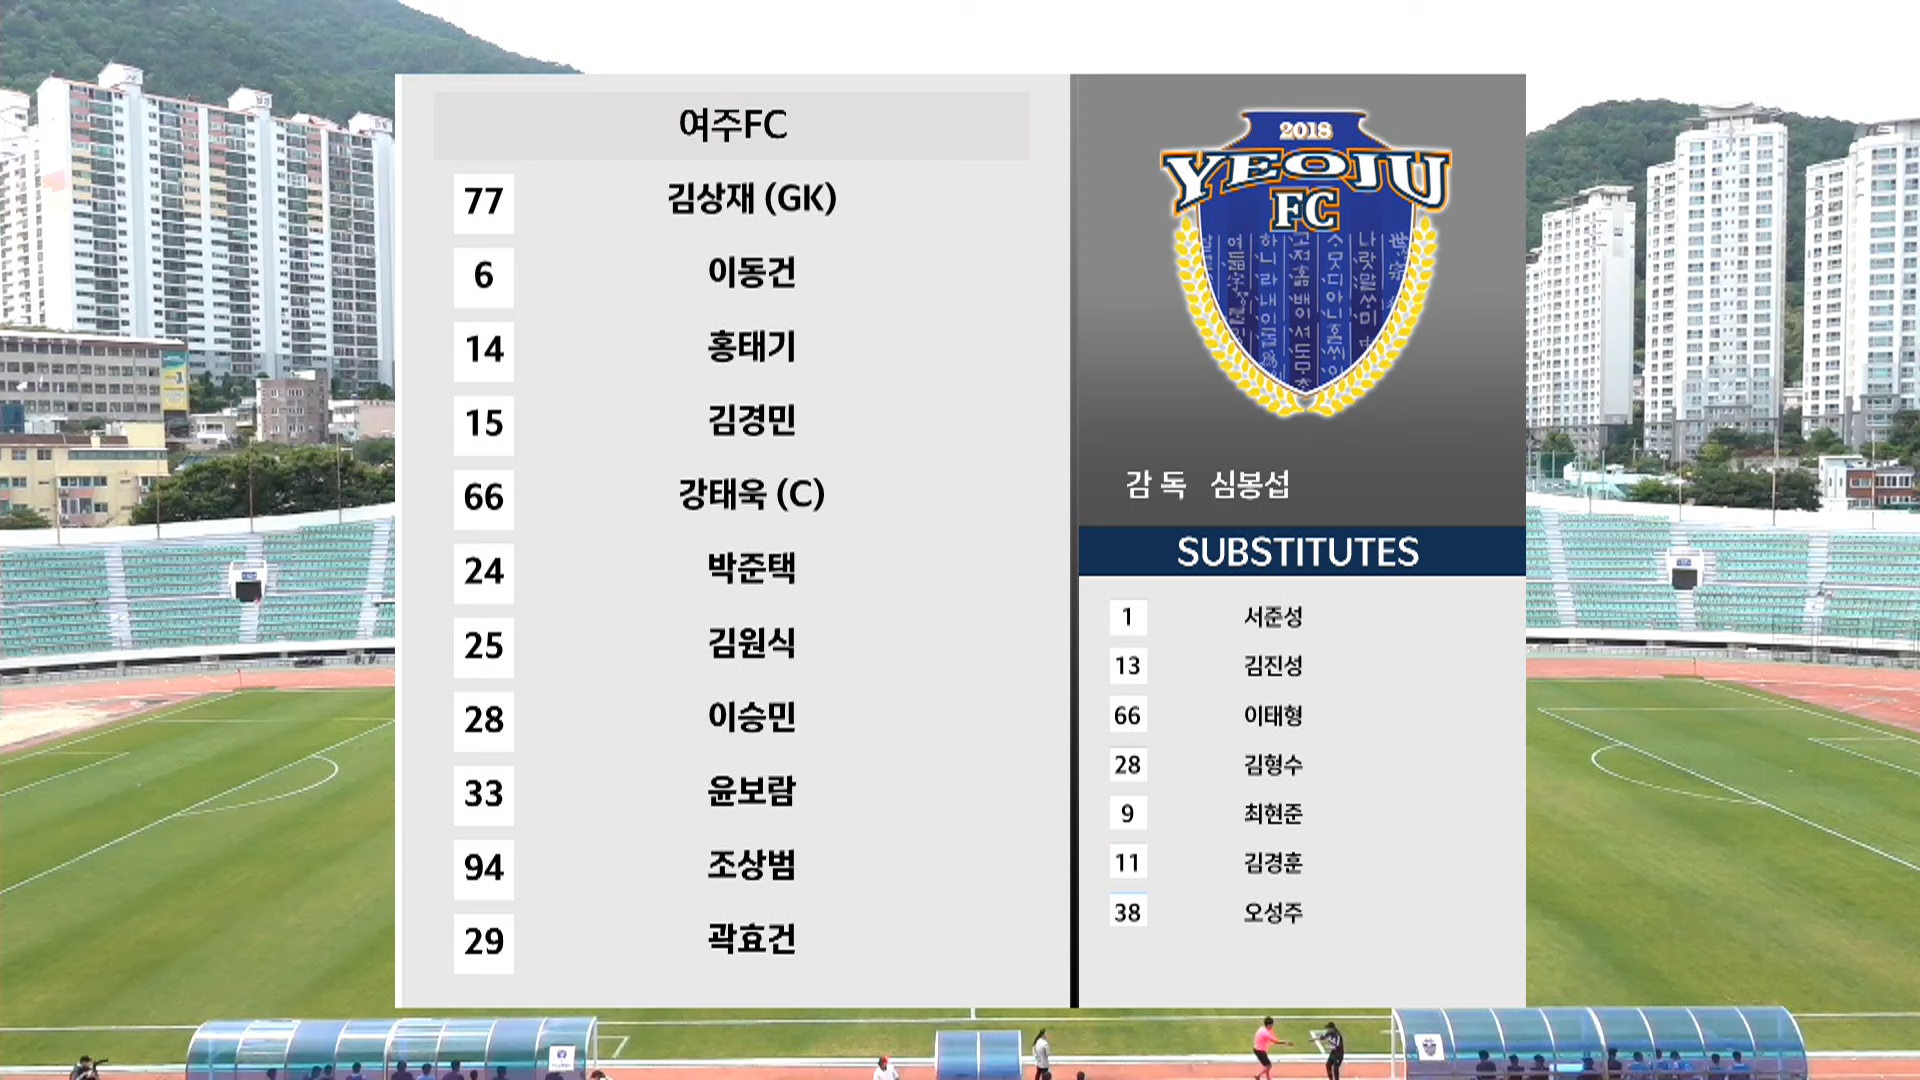 여주FC
77 김상재 (GK)
6 이동건
14 홍태기
15 김경민
66 강태욱 (C)
24 박준택
25 김원식
28 이승민
33 윤보람
94 조상범
29 곽효건
2018
YEOJU
FC
감 독 심봉섭
SUBSTITUTES
1 서준성
13 김진성
66 이태형
28 김형수
9 최현준
11 김경훈
38 오성주